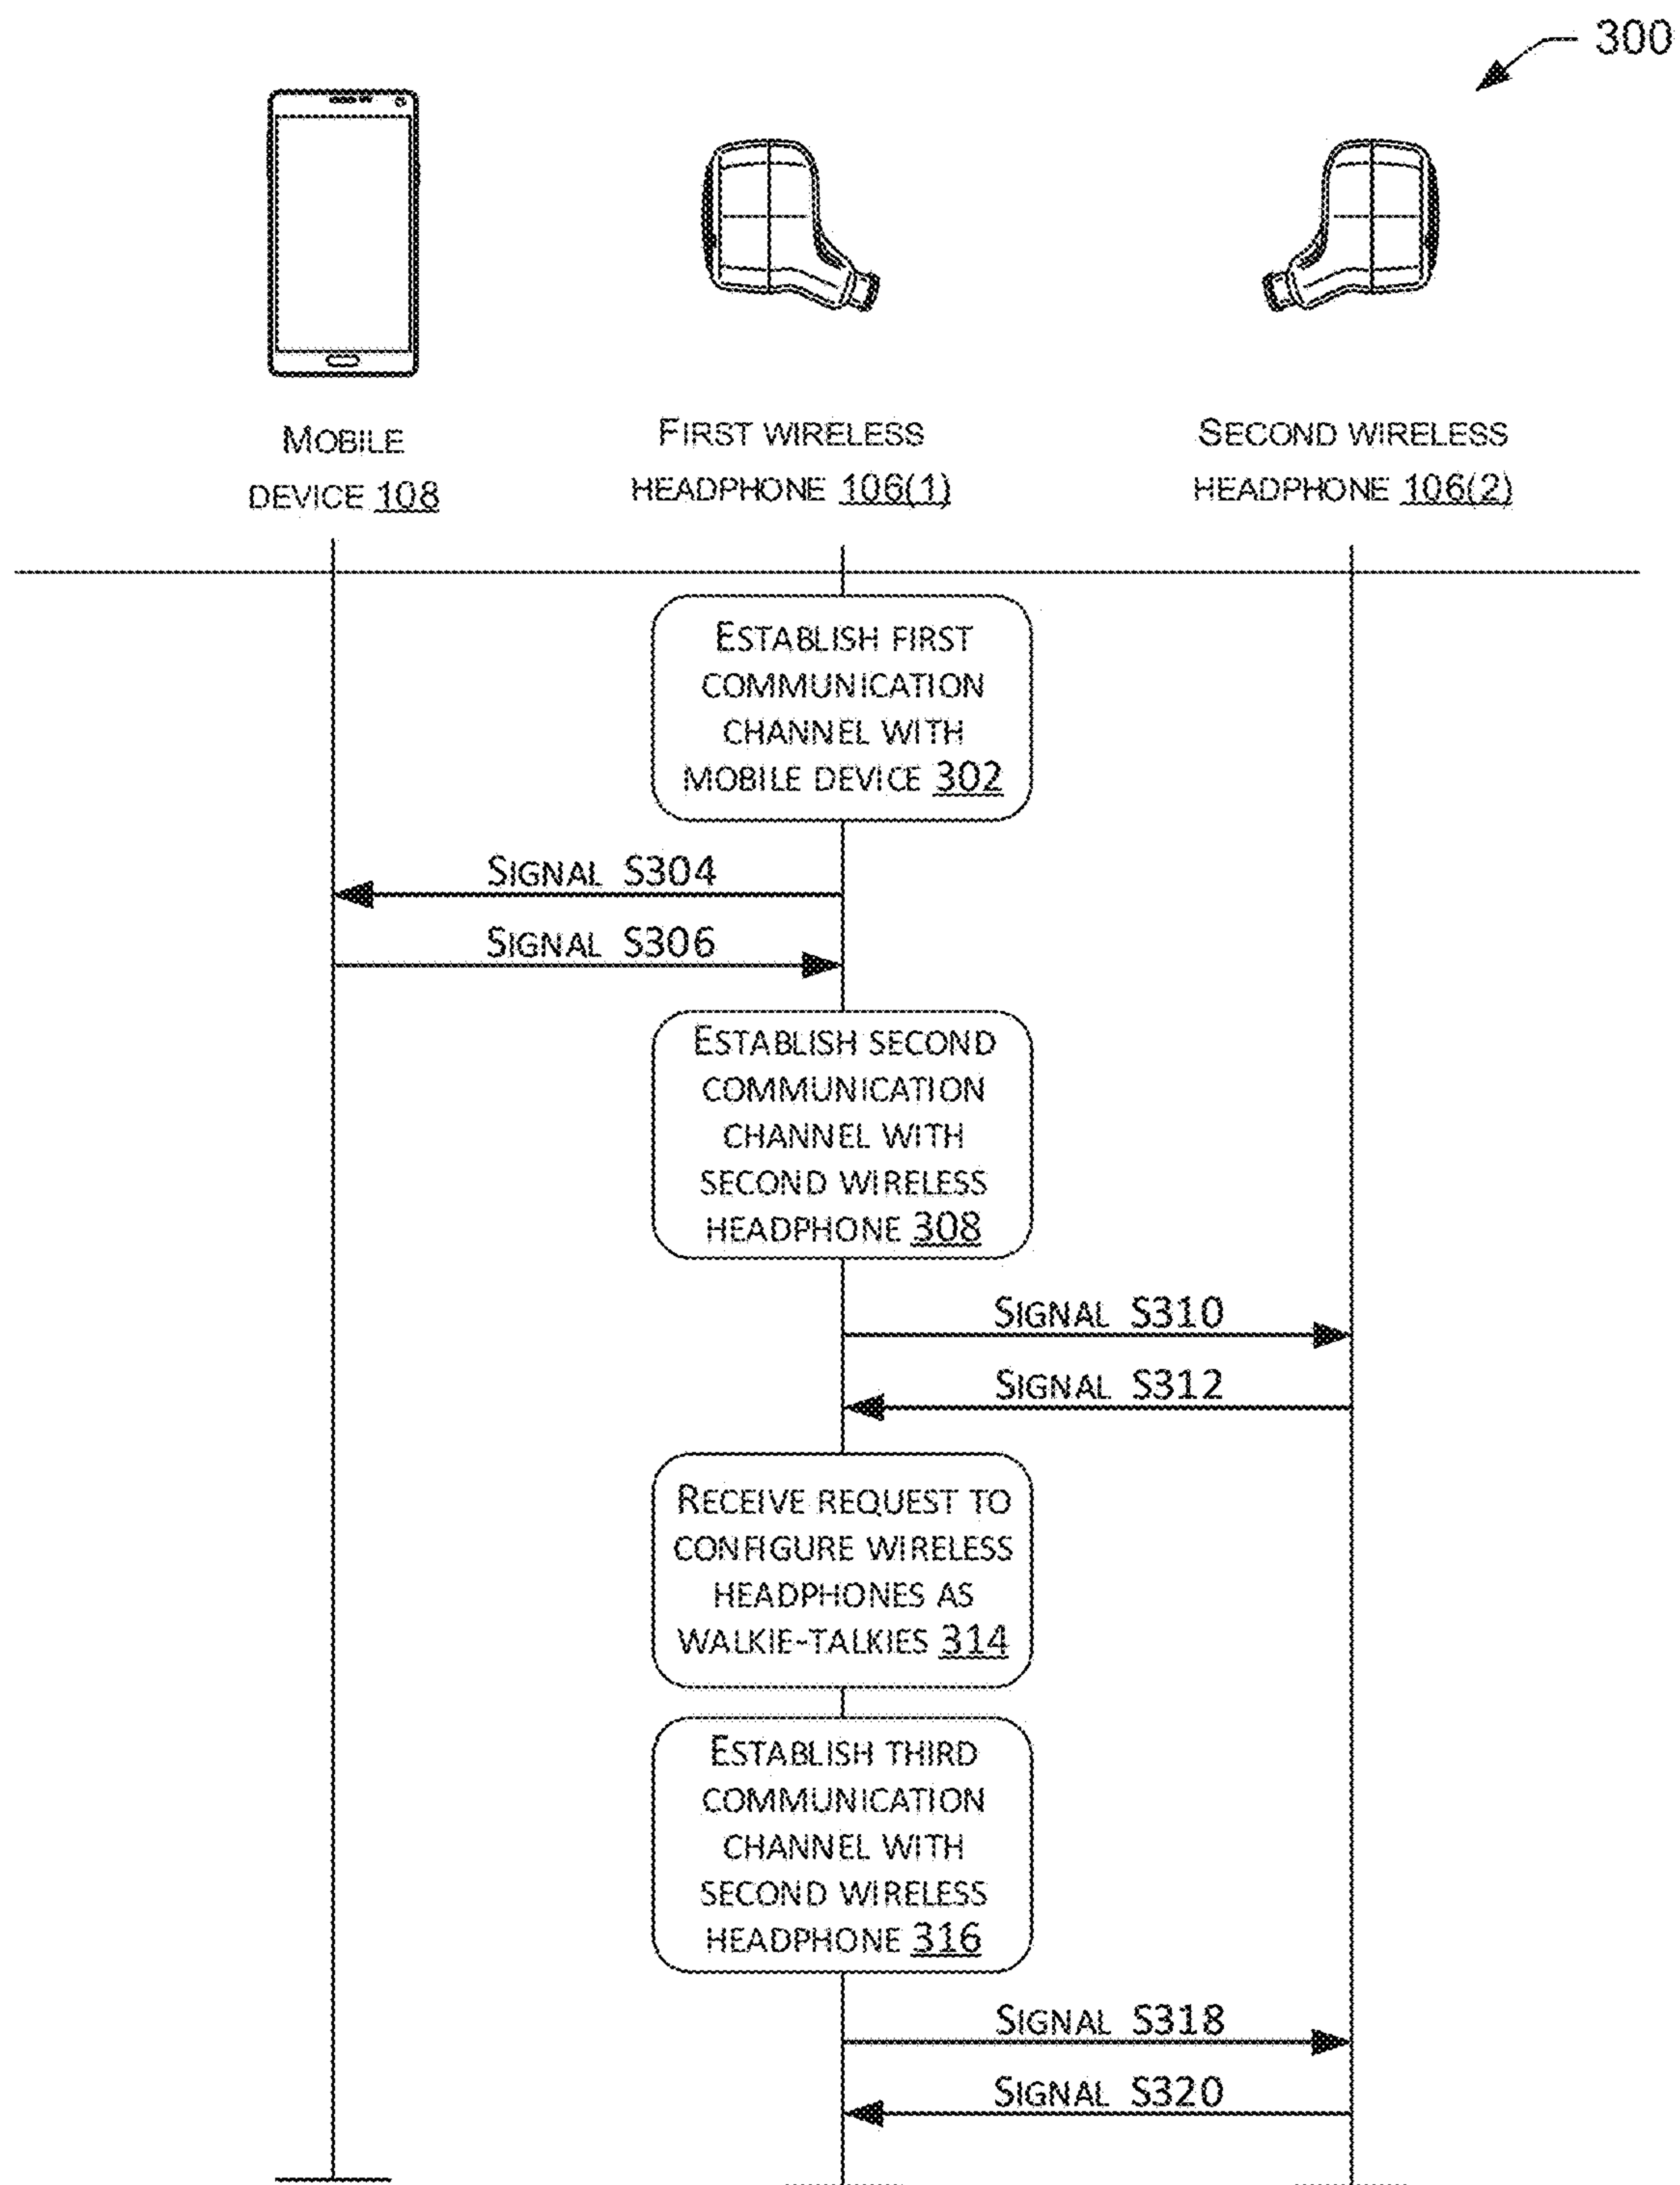 300
MOBILE
DEVICE 108
FIRST WIRELESS
HEADPHONE 106(1)
SECOND WIRELESS
HEADPHONE 106(2)
ESTABLISH FIRST
COMMUNICATION
CHANNEL WITH
MOBILE DEVICE 302
SIGNAL S304
SIGNAL S306
ESTABLISH SECOND
COMMUNICATION
CHANNEL WITH
SECOND WIRELESS
HEADPHONE 308
SIGNAL S310
SIGNAL S312
RECEIVE REQUEST TO
CONFIGURE WIRELESS
HEADPHONES AS
WALKIE-TALKIES 314
ESTABLISH THIRD
COMMUNICATION
CHANNEL WITH
SECOND WIRELESS
HEADPHONE 316
SIGNAL S318
SIGNAL S320